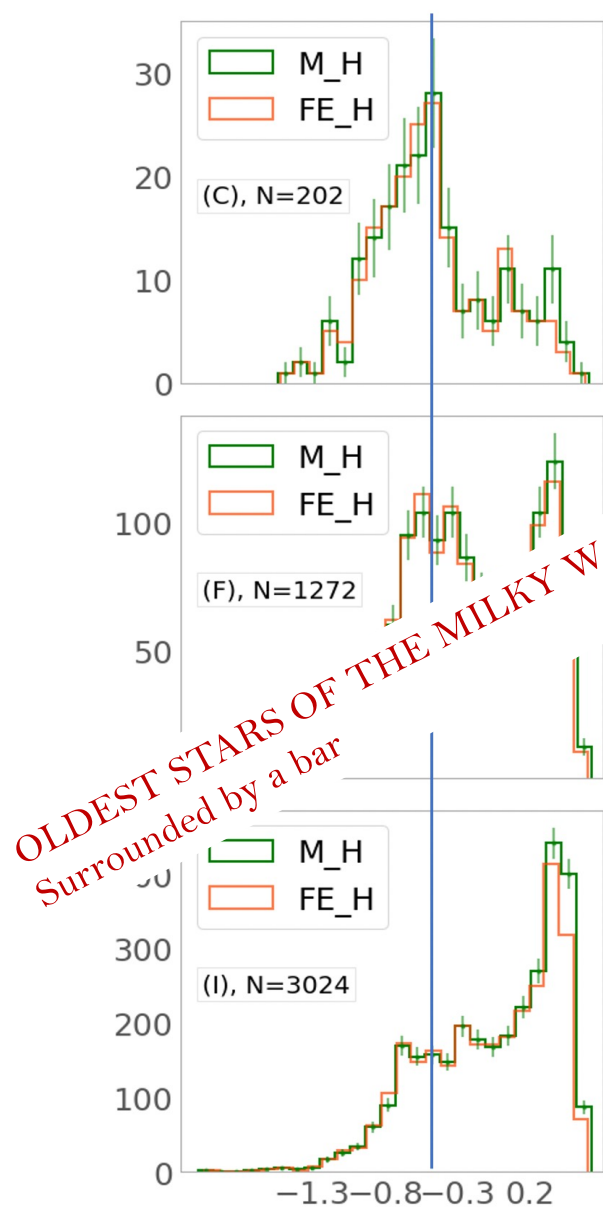 30
20
10
0
M_H
FE_H
(C), N=202
100
50
M_H
FE_H
(F), N=1272
OLDEST STARS OF THE MILKY W
Surrounded by a bar
300
200
100
0
M_H
FE_H
(I), N=3024
−1.3−0.8−0.3 0.2